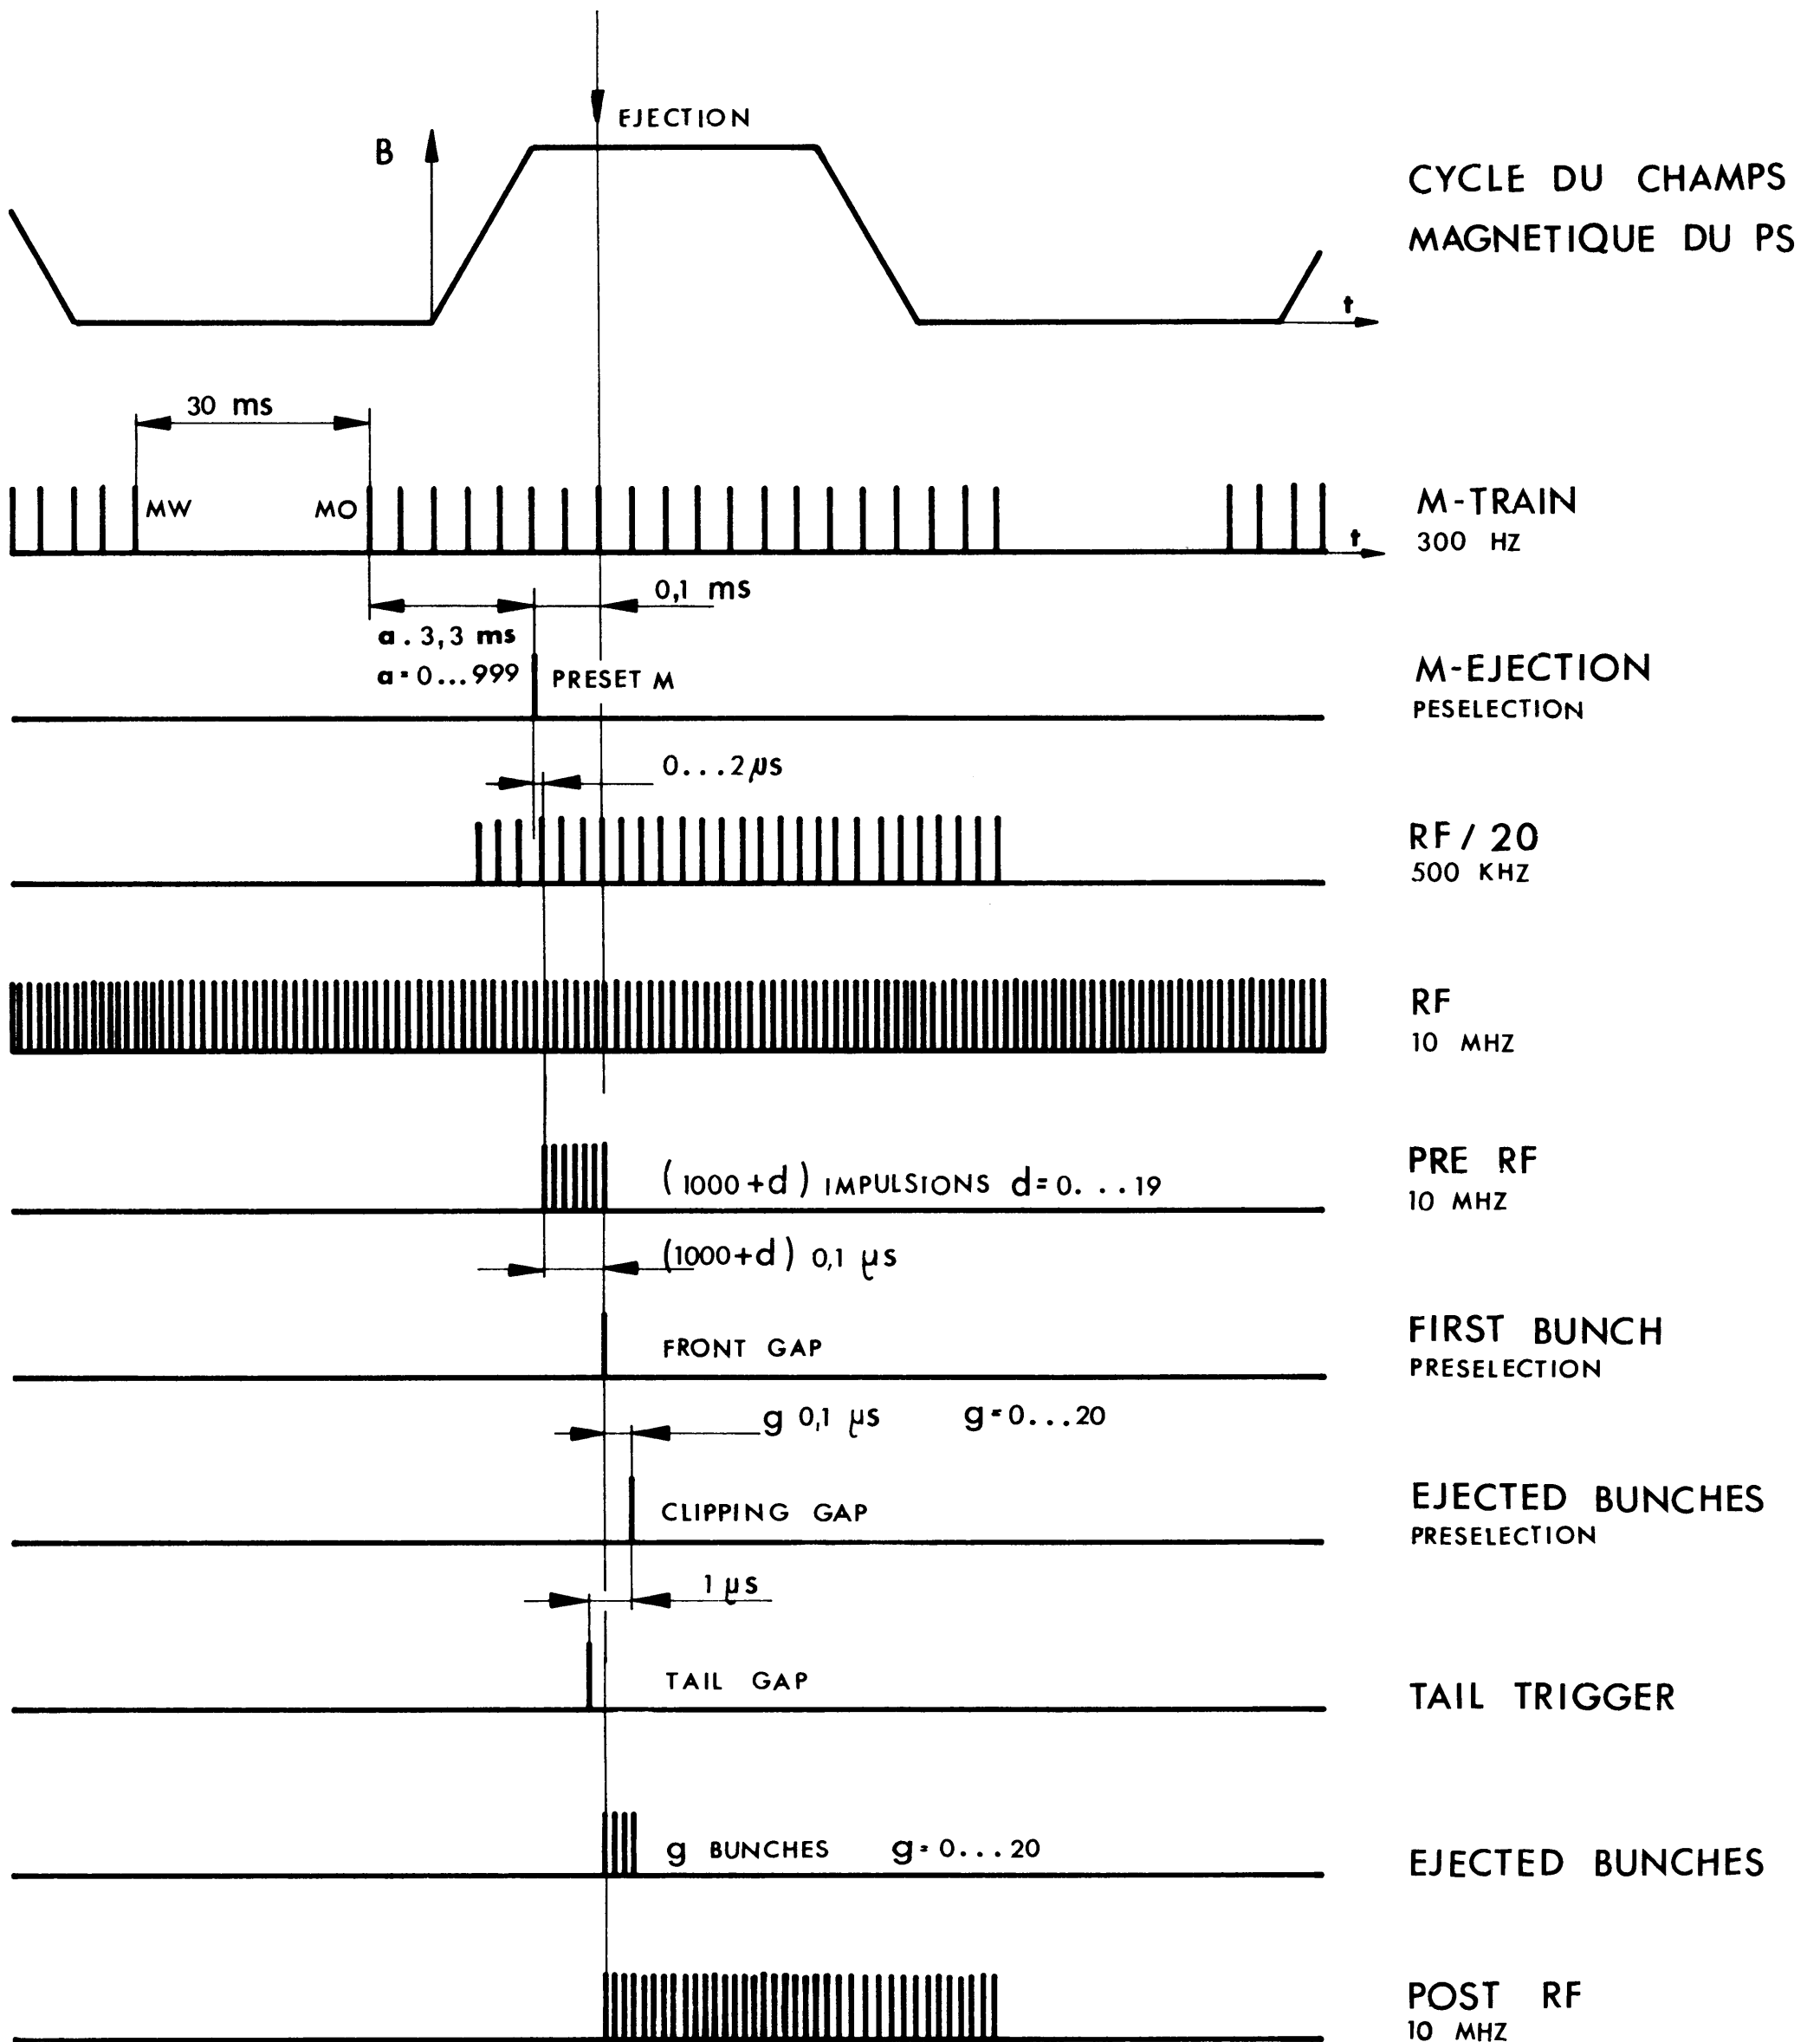 EJECTION
B
CYCLE DU CHAMPS
MAGNETIQUE DU PS
t
30 ms
MW
MO
M-TRAIN
t
300 HZ
0,1 ms
a . 3,3 ms
a = 0...999
PRESET M
M-EJECTION
PESELECTION
0...2 µs
RF / 20
500 KHZ
RF
10 MHZ
(1000 + d) IMPULSIONS d = 0...19
PRE RF
10 MHZ
(1000 + d) 0,1 µs
FRONT GAP
FIRST BUNCH
PRESELECTION
g 0,1 µs g = 0...20
CLIPPING GAP
EJECTED BUNCHES
PRESELECTION
1 µs
TAIL GAP
TAIL TRIGGER
g BUNCHES g = 0...20
EJECTED BUNCHES
POST RF
10 MHZ